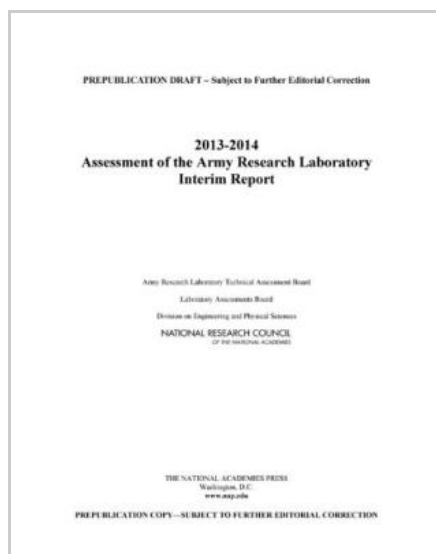 PREPUBLICATION DRAFT – Subject to Further Editorial Correction
2013-2014
Assessment of the Army Research Laboratory
Interim Report
Army Research Laboratory Technical Assessment Board
Laboratory Assessments Board
Division on Engineering and Physical Sciences
NATIONAL RESEARCH COUNCIL
OF THE NATIONAL ACADEMIES
THE NATIONAL ACADEMIES PRESS
Washington, D.C.
www.nap.edu
PREPUBLICATION COPY—SUBJECT TO FURTHER EDITORIAL CORRECTION